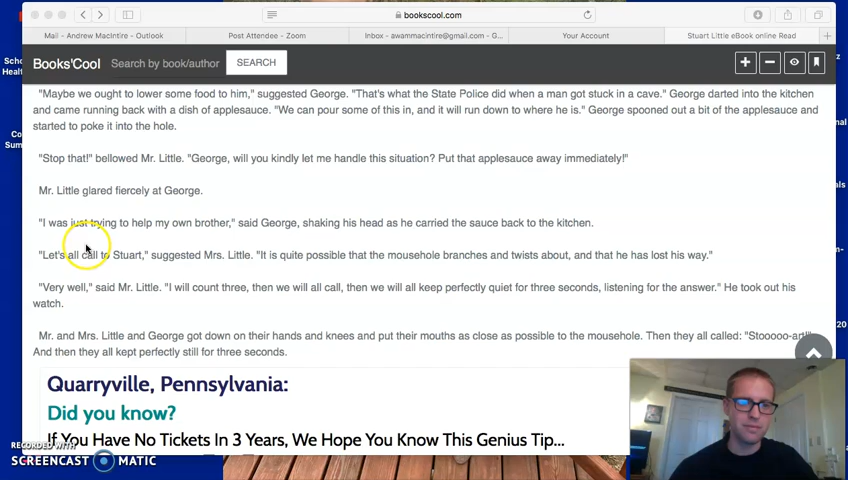 bookscool.com
Mail - Andrew MacIntire - Outlook
Post Attendee - Zoom
Inbox - awammacintire@gmail.com - G...
Your Account
Stuart Little eBook online Read
Books'Cool
Search by book/author
SEARCH
"Maybe we ought to lower some food to him," suggested George. "That's what the State Police did when a man got stuck in a cave." George darted into the kitchen
and came running back with a dish of applesauce. "We can pour some of this in, and it will run down to where he is." George spooned out a bit of the applesauce and
started to poke it into the hole.
"Stop that!" bellowed Mr. Little. "George, will you kindly let me handle this situation? Put that applesauce away immediately!"
Mr. Little glared fiercely at George.
"I was just trying to help my own brother," said George, shaking his head as he carried the sauce back to the kitchen.
"Let's all call to Stuart," suggested Mrs. Little. "It is quite possible that the mousehole branches and twists about, and that he has lost his way."
"Very well," said Mr. Little. "I will count three, then we will all call, then we will all keep perfectly quiet for three seconds, listening for the answer." He took out his
watch.
Mr. and Mrs. Little and George got down on their hands and knees and put their mouths as close as possible to the mousehole. Then they all called: "Stooooo-art!"
And then they all kept perfectly still for three seconds.
Quarryville, Pennsylvania:
Did you know?
If You Have No Tickets In 3 Years, We Hope You Know This Genius Tip...
RECORDED WITH
SCREENCAST MATIC